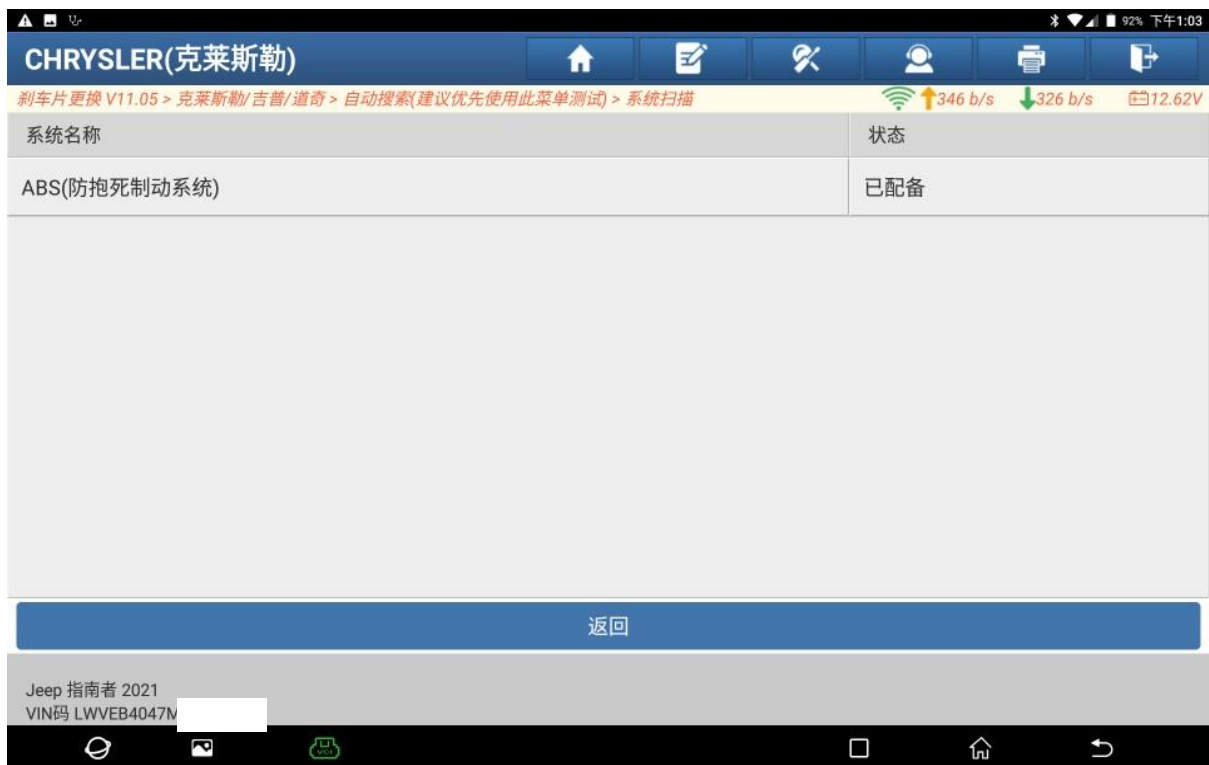 92% 下午1:03
CHRYSLER(克莱斯勒)
刹车片更换 V11.05 > 克莱斯勒/吉普/道奇 > 自动搜索(建议优先使用此菜单测试) > 系统扫描 346 b/s 326 b/s 12.62V
系统名称 状态
ABS(防抱死制动系统) 已配备
返回
Jeep 指南者 2021
VIN码 LWVEB4047M
VCI